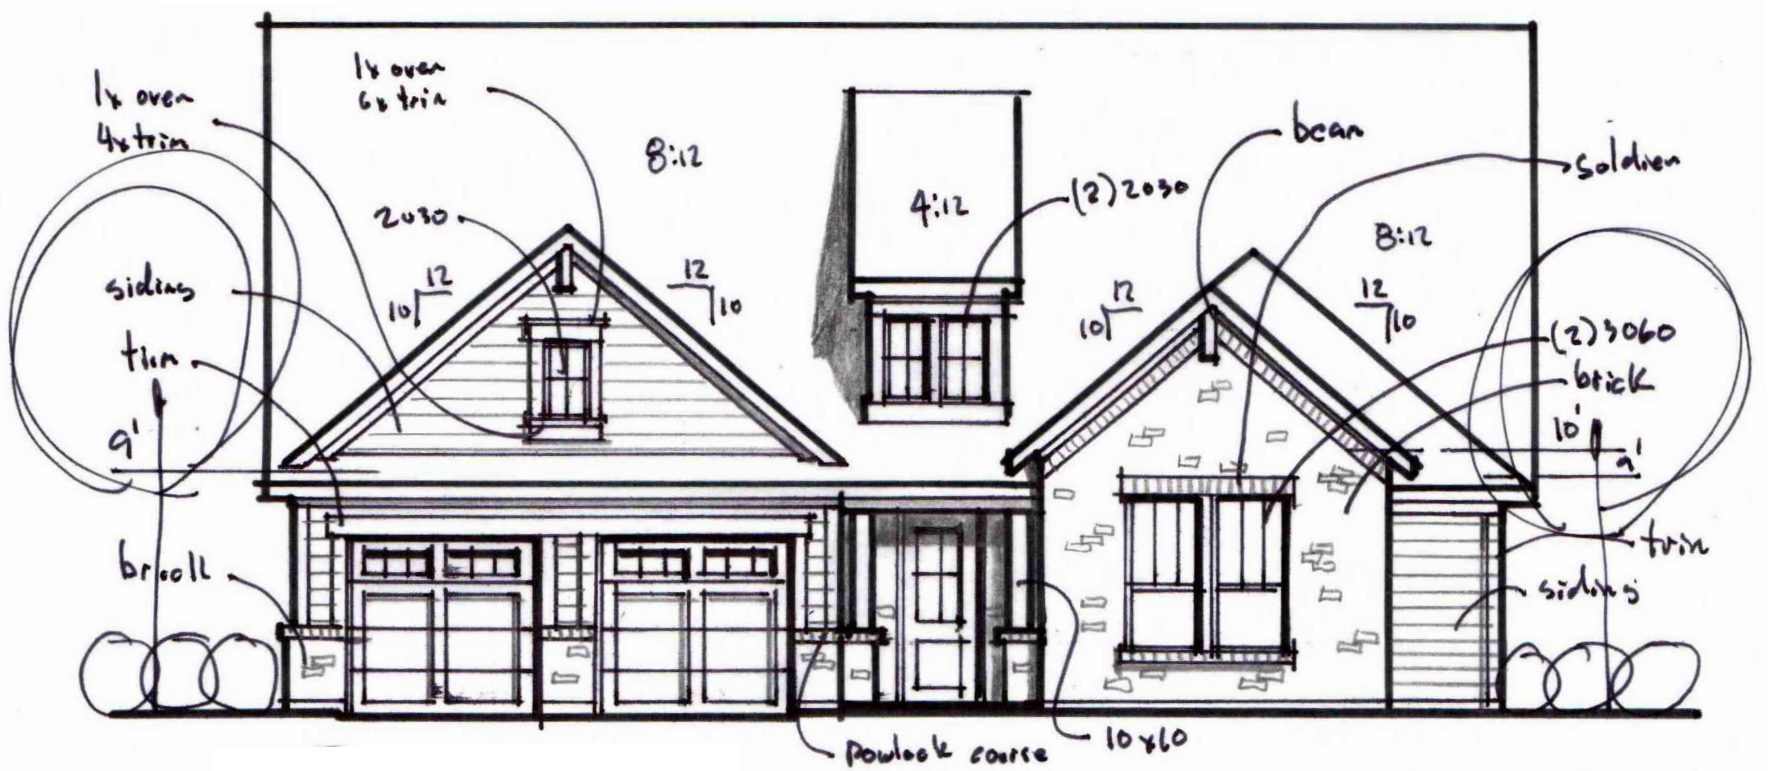 1x over
4x trim
1x over
6x trim
8:12
beam
soldier
2030
4:12
(2) 2030
8:12
siding
12
10
12
10
12
10
12
10
trim
(2) 3060
brick
9'
10'
9'
brick
trim
siding
rowlock course
10x60